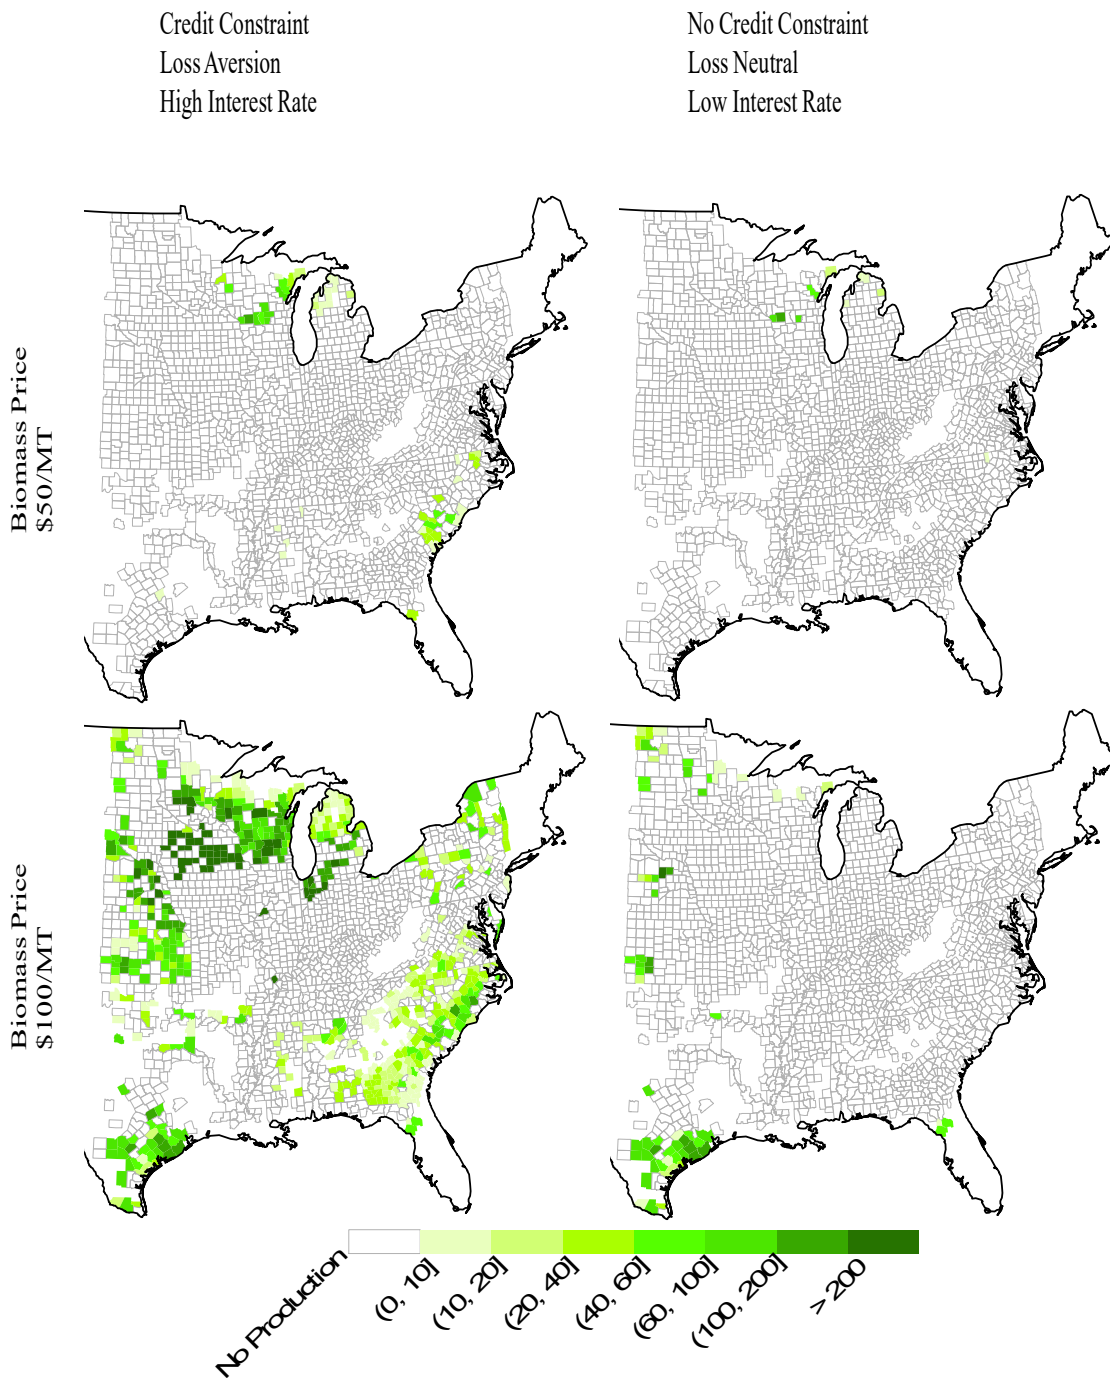 Credit Constraint
Loss Aversion
High Interest Rate
No Credit Constraint
Loss Neutral
Low Interest Rate
Biomass Price
$50/MT
Biomass Price
$100/MT
No Production
(0, 10]
(10, 20]
(20, 40]
(40, 60]
(60, 100]
(100, 200]
> 200